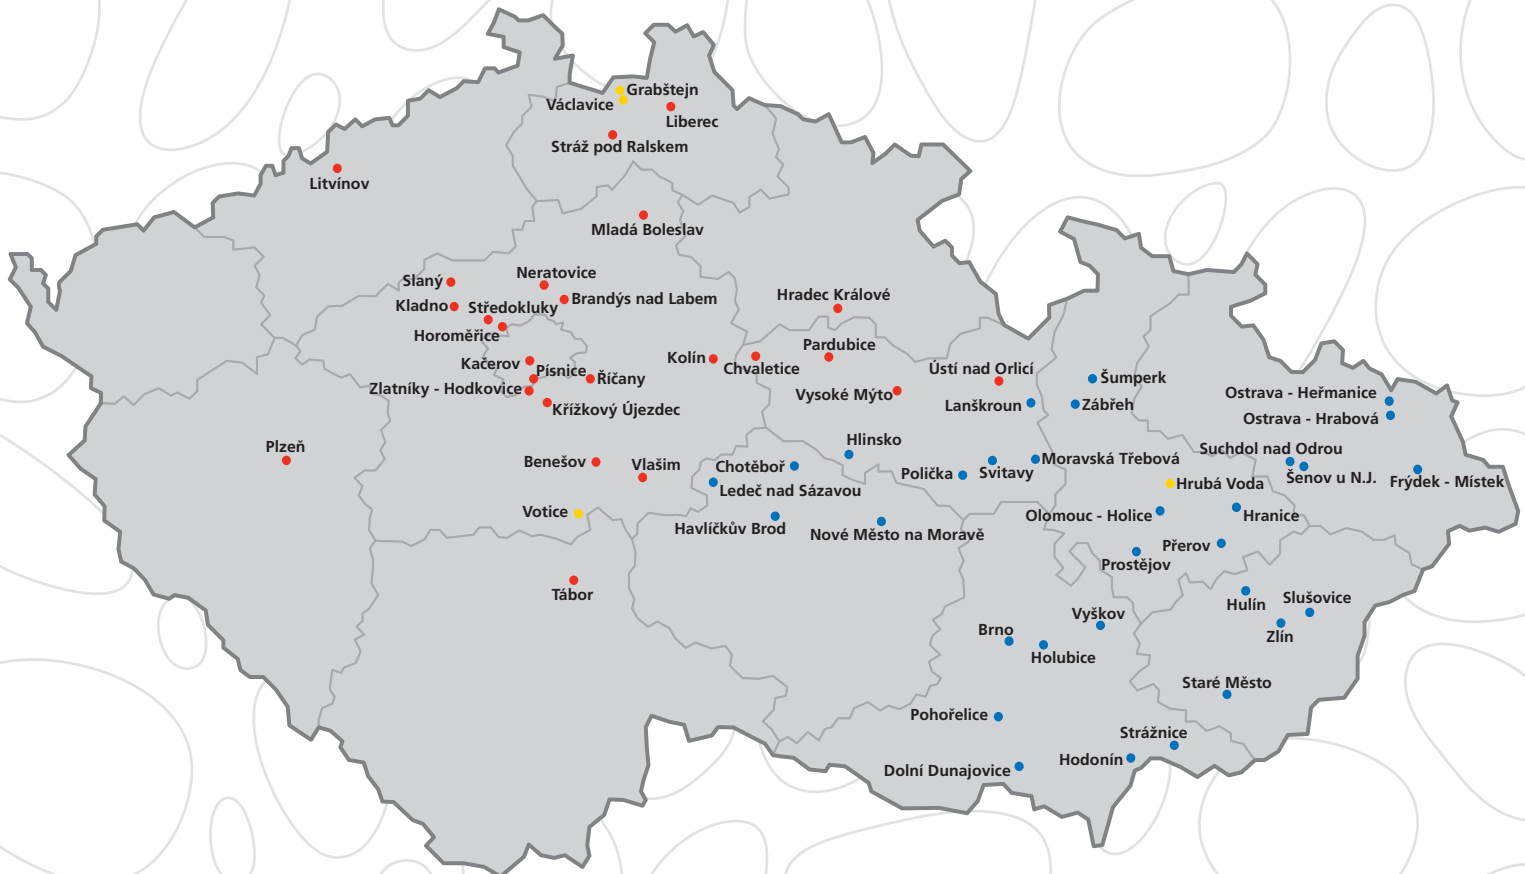 Grabštejn
Václavice
Liberec
Stráž pod Ralskem
Litvínov
Mladá Boleslav
Neratovice
Slaný
Brandýs nad Labem
Hradec Králové
Kladno
Středokluky
Horoměřice
Pardubice
Kolín
Kačerov
Chvaletice
Ústí nad Orlicí
Písnice
Říčany
Šumperk
Zlatníky - Hodkovice
Vysoké Mýto
Ostrava - Heřmanice
Křížkový Újezdec
Lanškroun
Zábřeh
Ostrava - Hrabová
Plzeň
Hlinsko
Suchdol nad Odrou
Benešov
Vlašim
Chotěboř
Moravská Třebová
Polička
Svitavy
Šenov u N.J.
Frýdek - Místek
Ledeč nad Sázavou
Hrubá Voda
Votice
Olomouc - Holice
Hranice
Havlíčkův Brod
Nové Město na Moravě
Přerov
Prostějov
Tábor
Hulín
Slušovice
Vyškov
Brno
Zlín
Holubice
Staré Město
Pohořelice
Strážnice
Hodonín
Dolní Dunajovice